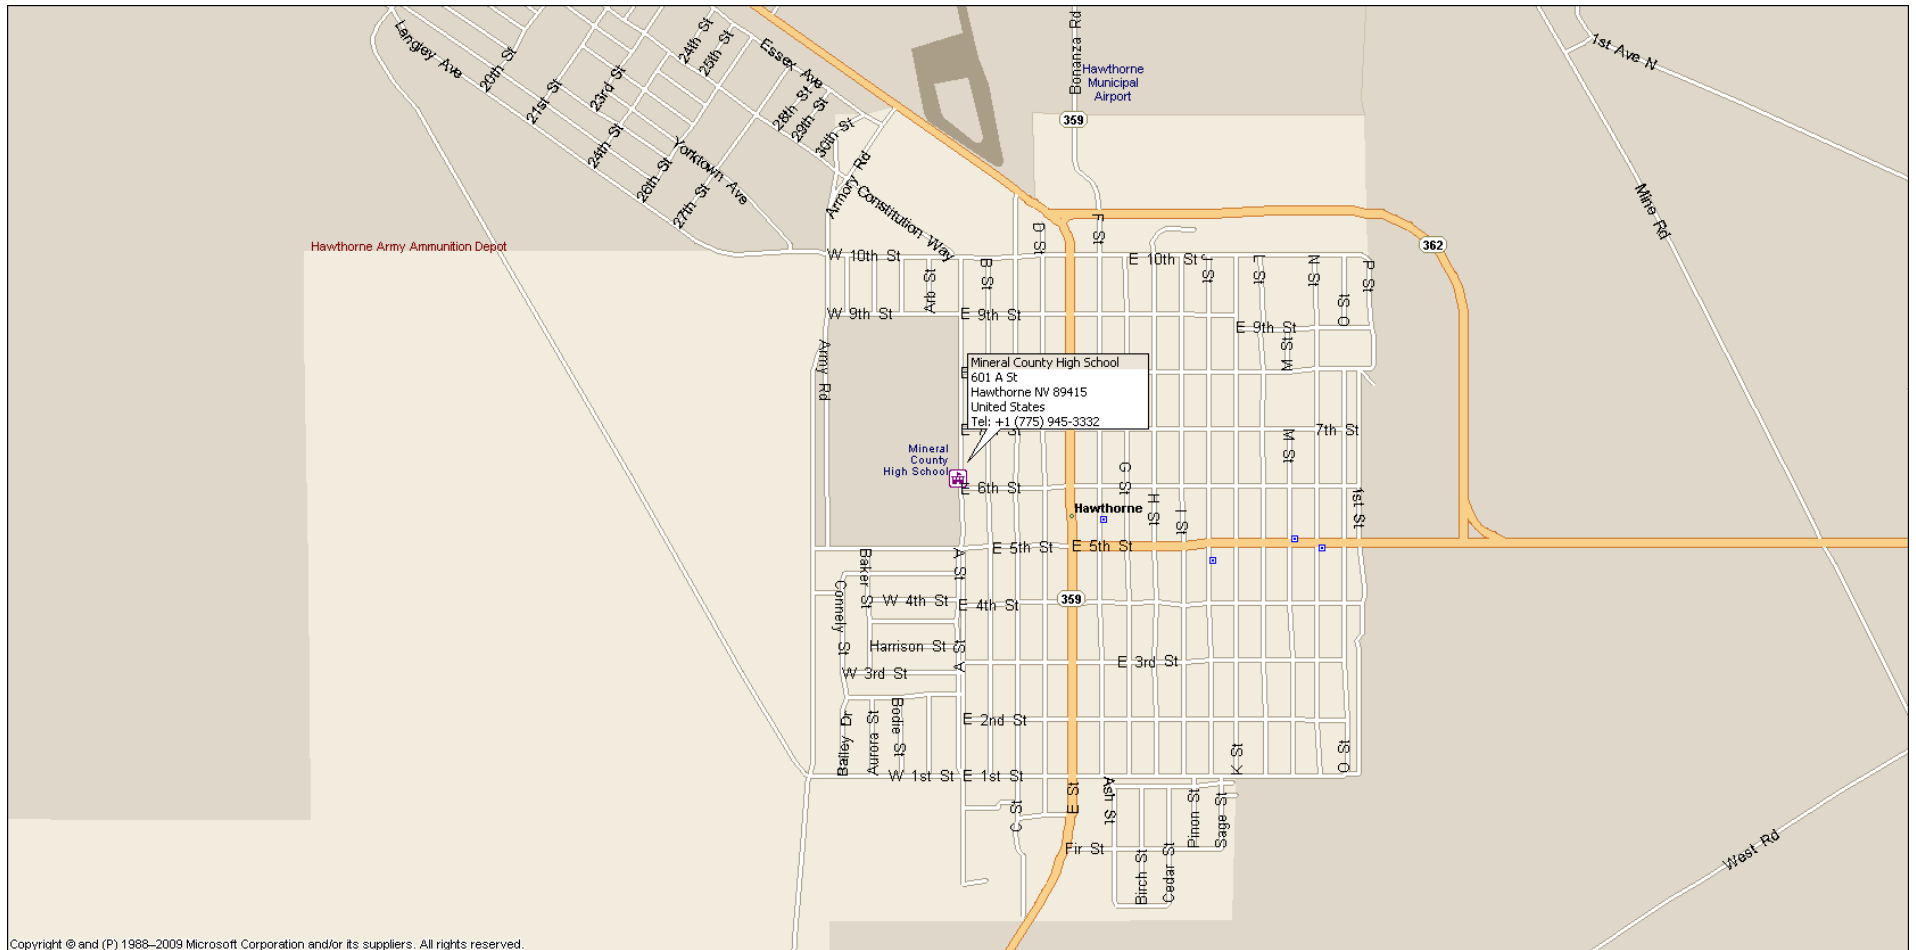 Langley Ave
20th St
21st St
23rd St
24th St
24th St
25th St
26th St
27th St
28th St
29th St
30th St
Essex Ave
Yorktown Ave
Armory Rd
Constitution Way
Bonanza Rd
Hawthorne
Municipal
Airport
359
1st Ave N
Mine Rd
362
Hawthorne Army Ammunition Depot
W 10th St
E 10th St
Arb St
B St
D St
F St
J St
L St
N St
O St
P St
W 9th St
E 9th St
E 9th St
M St
Army Rd
Mineral County High School
601 A St
Hawthorne NV 89415
United States
Tel: +1 (775) 945-3332
E
E
St
7th St
M St
Mineral
County
High School
E 6th St
G St
H St
I St
1st St
Hawthorne
E 5th St
E 5th St
A St
Baker St
Connely St
W 4th St
E 4th St
359
Harrison St
A St
W 3rd St
E 3rd St
Bailey Dr
Aurora St
Bodie St
E 2nd St
K St
O St
W 1st St
E 1st St
C St
E St
Ash St
Pinon St
Sage St
Fir St
Birch St
Cedar St
West Rd
Copyright © and (P) 1988–2009 Microsoft Corporation and/or its suppliers. All rights reserved.